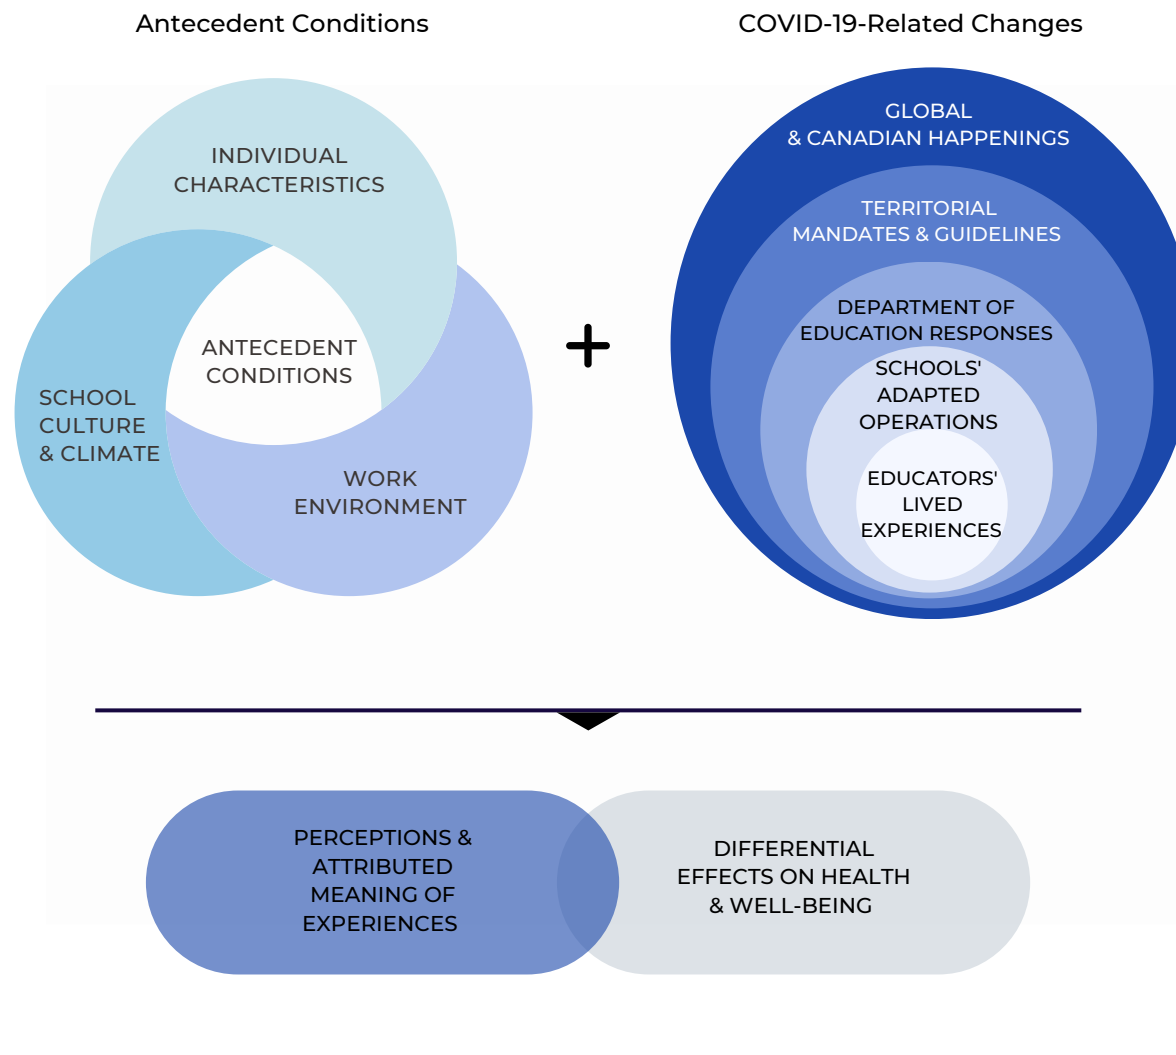 Antecedent Conditions
COVID-19-Related Changes
INDIVIDUAL
CHARACTERISTICS
ANTECEDENT
CONDITIONS
SCHOOL
CULTURE
& CLIMATE
WORK
ENVIRONMENT
+
GLOBAL
& CANADIAN HAPPENINGS
TERRITORIAL
MANDATES & GUIDELINES
DEPARTMENT OF
EDUCATION RESPONSES
SCHOOLS'
ADAPTED
OPERATIONS
EDUCATORS'
LIVED
EXPERIENCES
PERCEPTIONS &
ATTRIBUTED
MEANING OF
EXPERIENCES
DIFFERENTIAL
EFFECTS ON HEALTH
& WELL-BEING